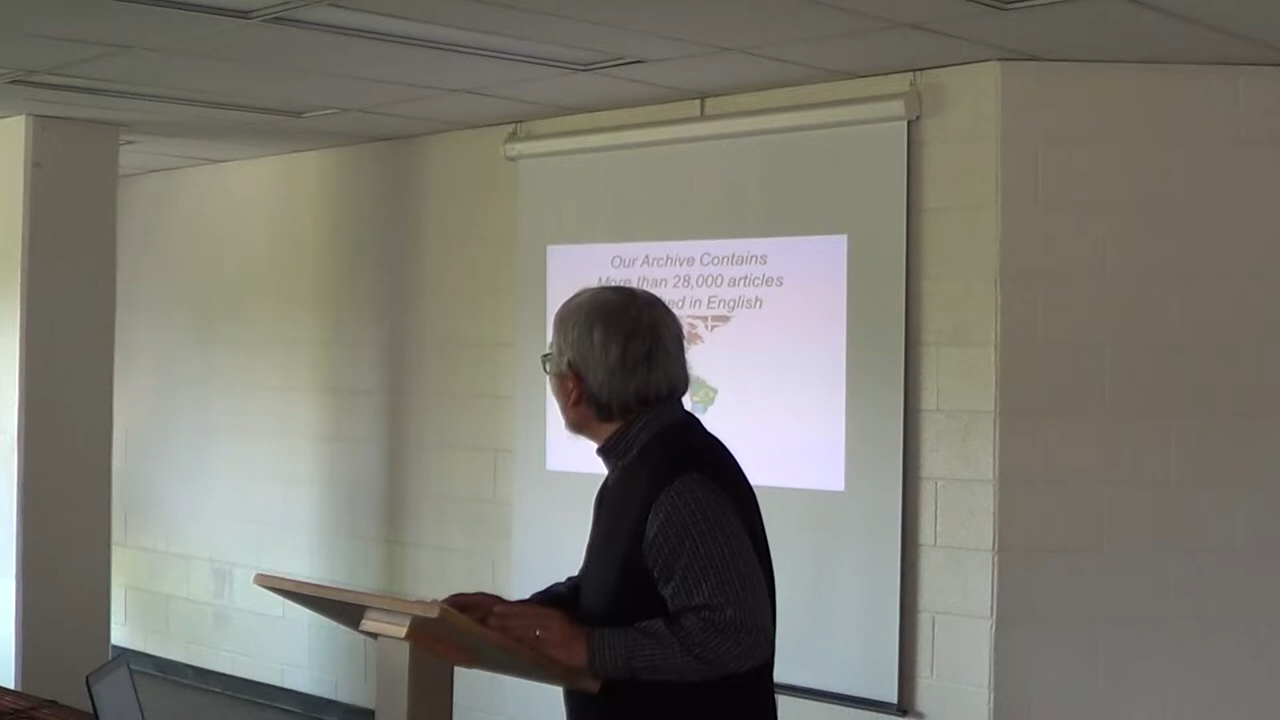 Our Archive Contains
More than 28,000 articles
in English